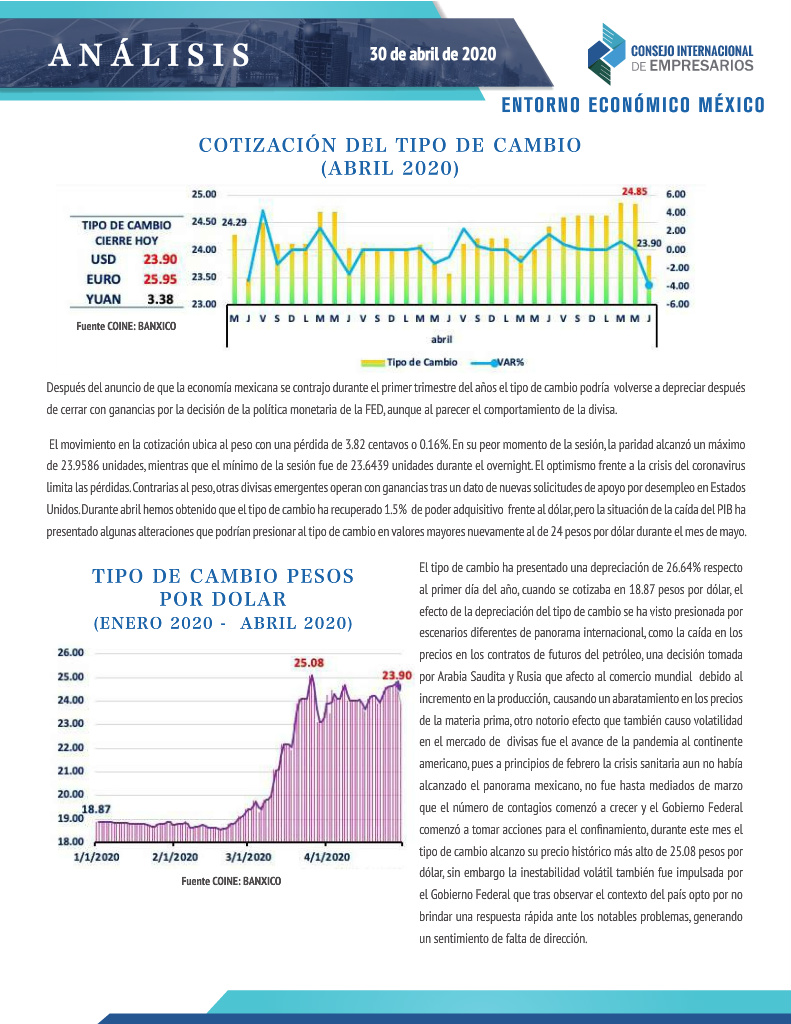 ANÁLISIS
30 de abril de 2020
CONSEJO INTERNACIONAL
DE EMPRESARIOS
ENTORNO ECONÓMICO MÉXICO
COTIZACIÓN DEL TIPO DE CAMBIO
(ABRIL 2020)
TIPO DE CAMBIO
CIERRE HOY
USD 23.90
EURO 25.95
YUAN 3.38
Fuente COINE: BANXICO
25.00
24.50
24.00
23.50
23.00
24.29
24.85
23.90
6.00
4.00
2.00
0.00
-2.00
-4.00
-6.00
M J V S D L M M J V S D L M M J V S D L M M J V S D L M M J
abril
Tipo de Cambio VAR%
Después del anuncio de que la economía mexicana se contrajo durante el primer trimestre del años el tipo de cambio podría volverse a depreciar después
de cerrar con ganancias por la decisión de la política monetaria de la FED, aunque al parecer el comportamiento de la divisa.
El movimiento en la cotización ubica al peso con una pérdida de 3.82 centavos o 0.16%. En su peor momento de la sesión, la paridad alcanzó un máximo
de 23.9586 unidades, mientras que el mínimo de la sesión fue de 23.6439 unidades durante el overnight. El optimismo frente a la crisis del coronavirus
limita las pérdidas. Contrarias al peso, otras divisas emergentes operan con ganancias tras un dato de nuevas solicitudes de apoyo por desempleo en Estados
Unidos. Durante abril hemos obtenido que el tipo de cambio ha recuperado 1.5% de poder adquisitivo frente al dólar, pero la situación de la caída del PIB ha
presentado algunas alteraciones que podrían presionar al tipo de cambio en valores mayores nuevamente al de 24 pesos por dólar durante el mes de mayo.
TIPO DE CAMBIO PESOS
POR DOLAR
(ENERO 2020 - ABRIL 2020)
26.00
25.00
24.00
23.00
22.00
21.00
20.00
19.00
18.00
18.87
25.08
23.90
1/1/2020 2/1/2020 3/1/2020 4/1/2020
Fuente COINE: BANXICO
El tipo de cambio ha presentado una depreciación de 26.64% respecto
al primer día del año, cuando se cotizaba en 18.87 pesos por dólar, el
efecto de la depreciación del tipo de cambio se ha visto presionada por
escenarios diferentes de panorama internacional, como la caída en los
precios en los contratos de futuros del petróleo, una decisión tomada
por Arabia Saudita y Rusia que afecto al comercio mundial debido al
incremento en la producción, causando un abaratamiento en los precios
de la materia prima, otro notorio efecto que también causo volatilidad
en el mercado de divisas fue el avance de la pandemia al continente
americano, pues a principios de febrero la crisis sanitaria aun no había
alcanzado el panorama mexicano, no fue hasta mediados de marzo
que el número de contagios comenzó a crecer y el Gobierno Federal
comenzó a tomar acciones para el confinamiento, durante este mes el
tipo de cambio alcanzo su precio histórico más alto de 25.08 pesos por
dólar, sin embargo la inestabilidad volátil también fue impulsada por
el Gobierno Federal que tras observar el contexto del país opto por no
brindar una respuesta rápida ante los notables problemas, generando
un sentimiento de falta de dirección.